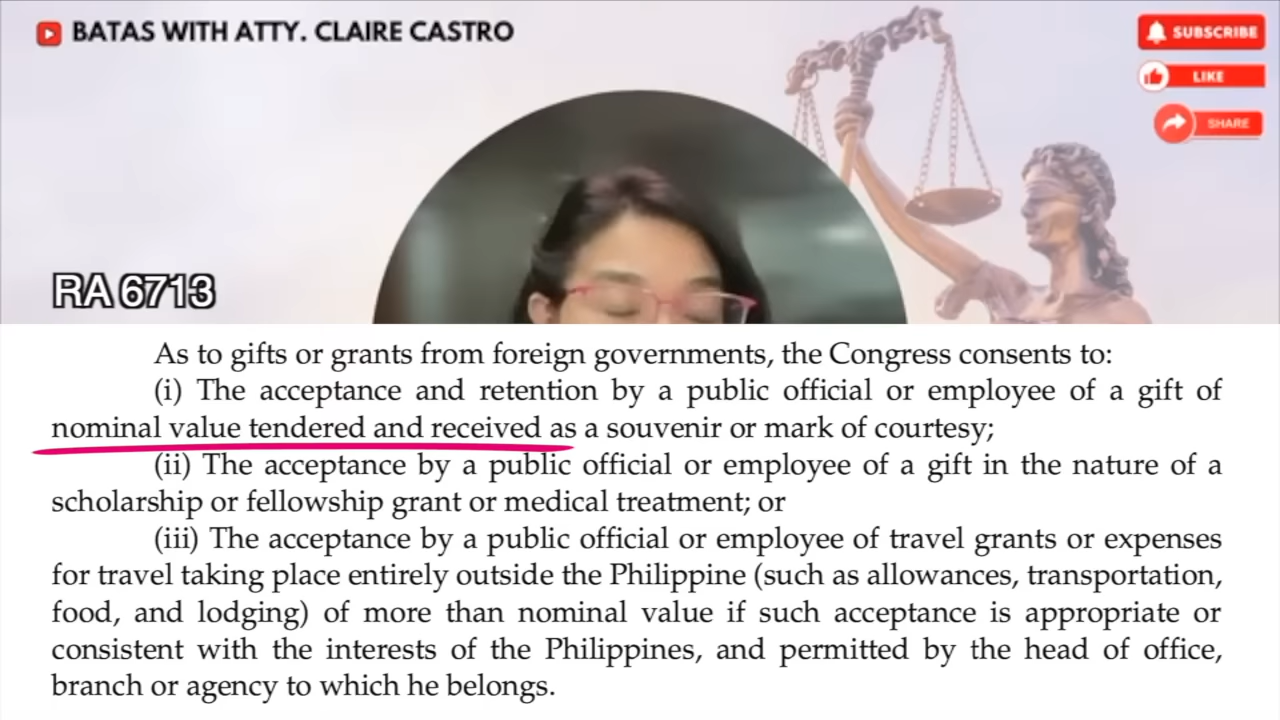 BATAS WITH ATTY. CLAIRE CASTRO
SUBSCRIBE
LIKE
SHARE
RA 6713
As to gifts or grants from foreign governments, the Congress consents to:
(i) The acceptance and retention by a public official or employee of a gift of
nominal value tendered and received as a souvenir or mark of courtesy;
(ii) The acceptance by a public official or employee of a gift in the nature of a
scholarship or fellowship grant or medical treatment; or
(iii) The acceptance by a public official or employee of travel grants or expenses
for travel taking place entirely outside the Philippine (such as allowances, transportation,
food, and lodging) of more than nominal value if such acceptance is appropriate or
consistent with the interests of the Philippines, and permitted by the head of office,
branch or agency to which he belongs.